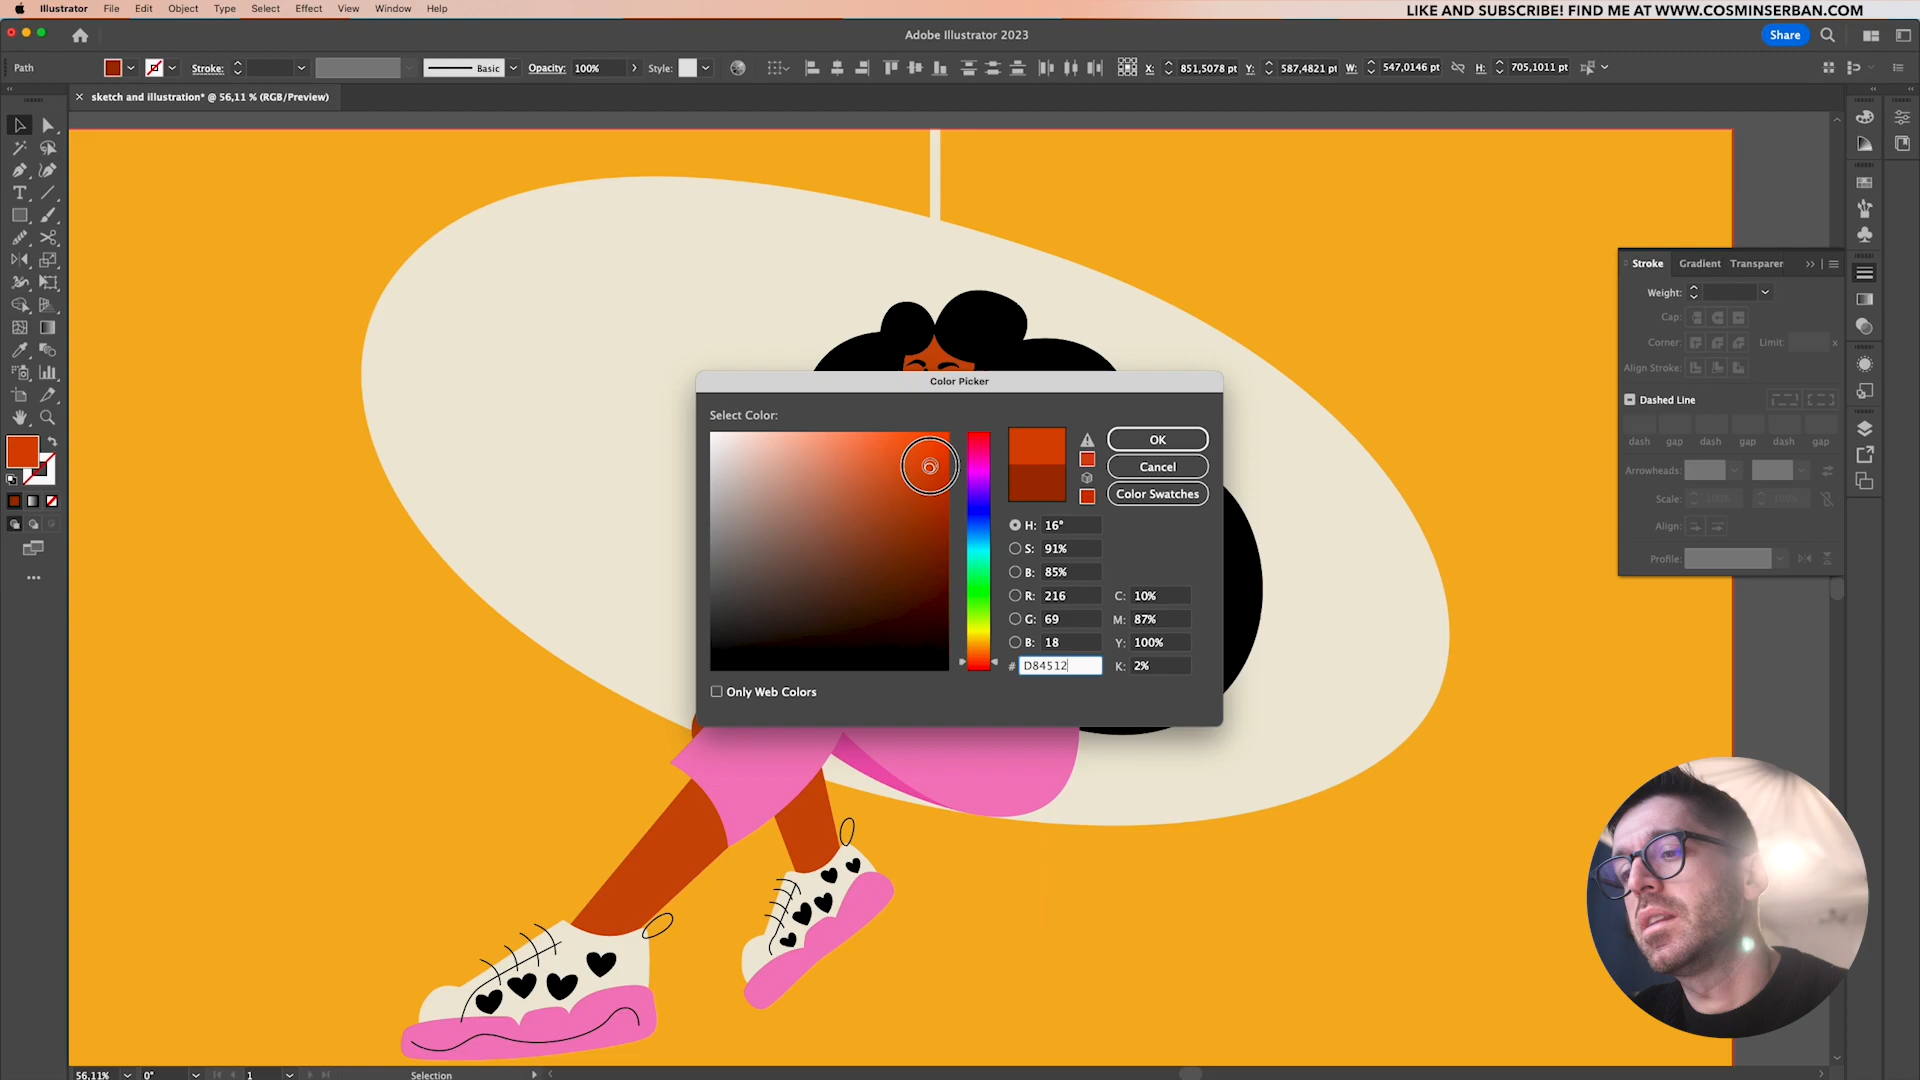 Illustrator File Edit Object Type Select Effect View Window Help
LIKE AND SUBSCRIBE! FIND ME AT WWW.COSMINSERBAN.COM
Adobe Illustrator 2023
Share
Path
Stroke:
Basic
Opacity: 100%
Style:
X: 851,5078 pt
Y: 587,4821 pt
W: 547,0146 pt
H: 705,1011 pt
× sketch and illustration* @ 56,11 % (RGB/Preview)
Stroke Gradient Transparer
Weight:
Cap:
Corner:
Limit:
Align Stroke:
Dashed Line
dash gap dash gap dash gap
Arrowheads:
Scale: 100% 100%
Align:
Profile:
Color Picker
Select Color:
OK
Cancel
Color Swatches
H: 16°
S: 91%
B: 85%
R: 216
C: 10%
G: 69
M: 87%
B: 18
Y: 100%
# D84512
K: 2%
Only Web Colors
56,11% 0° 1 Selection